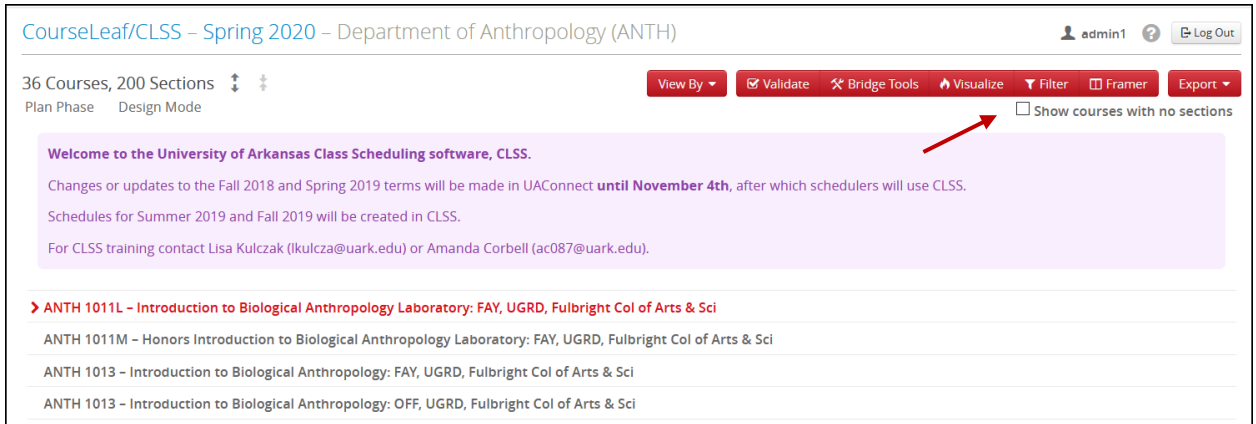 CourseLeaf/CLSS – Spring 2020 – Department of Anthropology (ANTH)
admin1 ? Log Out
36 Courses, 200 Sections
View By Validate Bridge Tools Visualize Filter Framer Export
Plan Phase Design Mode
Show courses with no sections
Welcome to the University of Arkansas Class Scheduling software, CLSS.
Changes or updates to the Fall 2018 and Spring 2019 terms will be made in UAConnect until November 4th, after which schedulers will use CLSS.
Schedules for Summer 2019 and Fall 2019 will be created in CLSS.
For CLSS training contact Lisa Kulczak (lkulcza@uark.edu) or Amanda Corbell (ac087@uark.edu).
ANTH 1011L – Introduction to Biological Anthropology Laboratory: FAY, UGRD, Fulbright Col of Arts & Sci
ANTH 1011M – Honors Introduction to Biological Anthropology Laboratory: FAY, UGRD, Fulbright Col of Arts & Sci
ANTH 1013 – Introduction to Biological Anthropology: FAY, UGRD, Fulbright Col of Arts & Sci
ANTH 1013 – Introduction to Biological Anthropology: OFF, UGRD, Fulbright Col of Arts & Sci